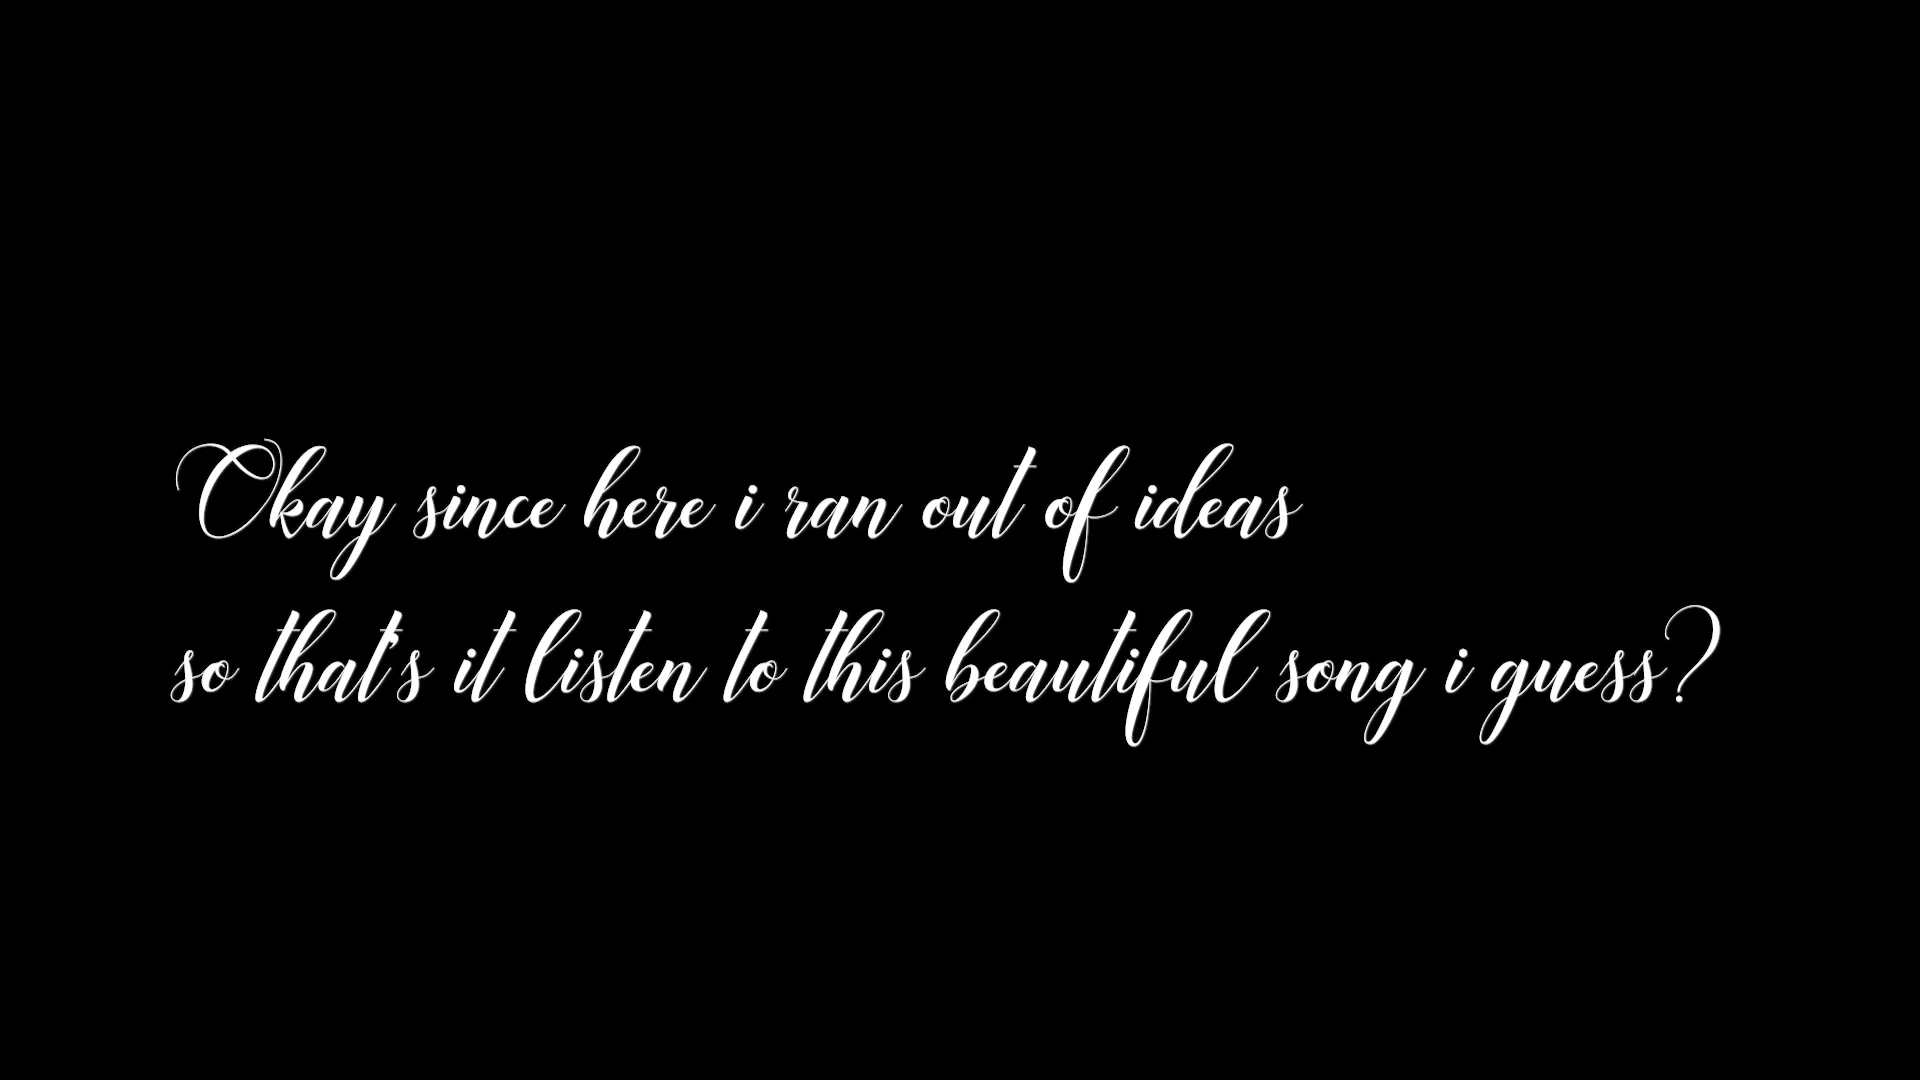 Okay since here i ran out of ideas
so that's it listen to this beautiful song i guess?